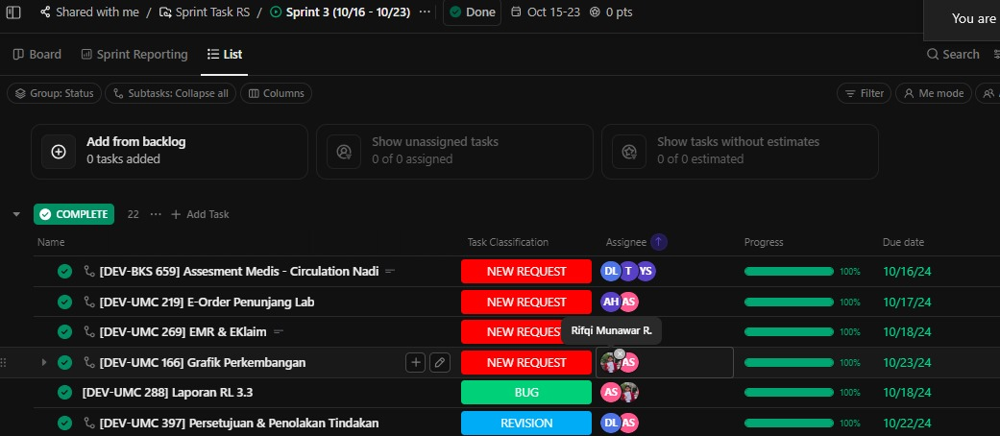 Shared with me / Sprint Task RS / Sprint 3 (10/16 - 10/23) ... Done Oct 15-23 0 pts
You are
Board Sprint Reporting List Search
Group: Status Subtasks: Collapse all Columns Filter Me mode
Add from backlog
0 tasks added
Show unassigned tasks
0 of 0 assigned
Show tasks without estimates
0 of 0 estimated
COMPLETE 22 ... + Add Task
Name Task Classification Assignee Progress Due date
[DEV-BKS 659] Assesment Medis - Circulation Nadi NEW REQUEST DL T YS 100% 10/16/24
[DEV-UMC 219] E-Order Penunjang Lab NEW REQUEST AH AS 100% 10/17/24
[DEV-UMC 269] EMR & EKlaim NEW REQUES Rifqi Munawar R. 100% 10/18/24
[DEV-UMC 166] Grafik Perkembangan NEW REQUEST AS 100% 10/23/24
[DEV-UMC 288] Laporan RL 3.3 BUG AS 100% 10/18/24
[DEV-UMC 397] Persetujuan & Penolakan Tindakan REVISION DL AS 100% 10/22/24